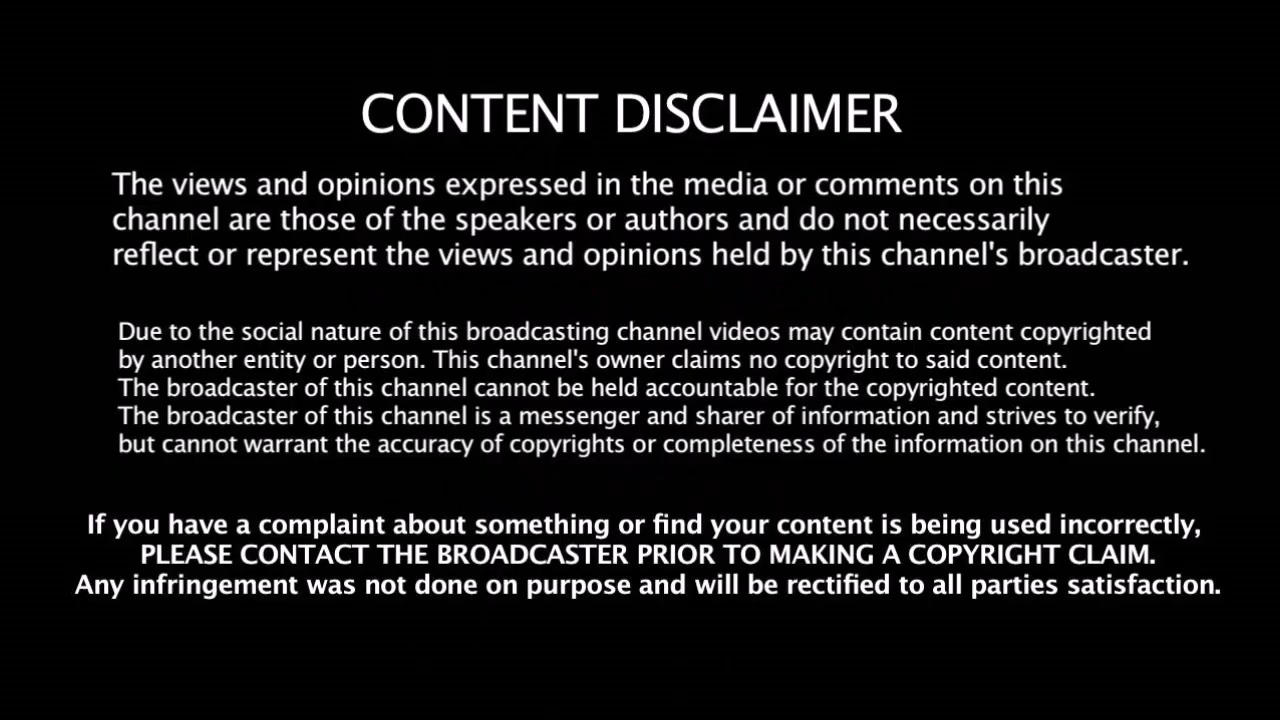 CONTENT DISCLAIMER
The views and opinions expressed in the media or comments on this
channel are those of the speakers or authors and do not necessarily
reflect or represent the views and opinions held by this channel's broadcaster.
Due to the social nature of this broadcasting channel videos may contain content copyrighted
by another entity or person. This channel's owner claims no copyright to said content.
The broadcaster of this channel cannot be held accountable for the copyrighted content.
The broadcaster of this channel is a messenger and sharer of information and strives to verify,
but cannot warrant the accuracy of copyrights or completeness of the information on this channel.
If you have a complaint about something or find your content is being used incorrectly,
PLEASE CONTACT THE BROADCASTER PRIOR TO MAKING A COPYRIGHT CLAIM.
Any infringement was not done on purpose and will be rectified to all parties satisfaction.